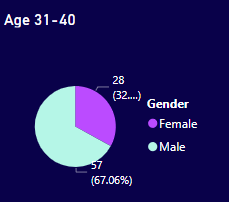 Age 31-40
28
(32....)
Gender
Female
Male
57
(67.06%)